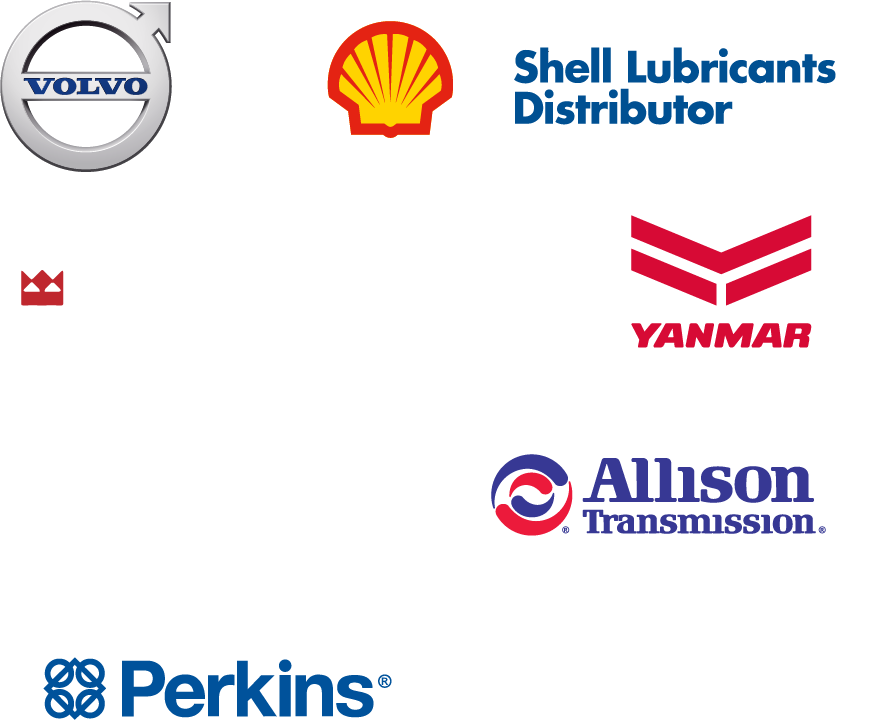 VOLVO
Shell Lubricants
Distributor
YANMAR
Allison
Transmission®
®
Perkins®